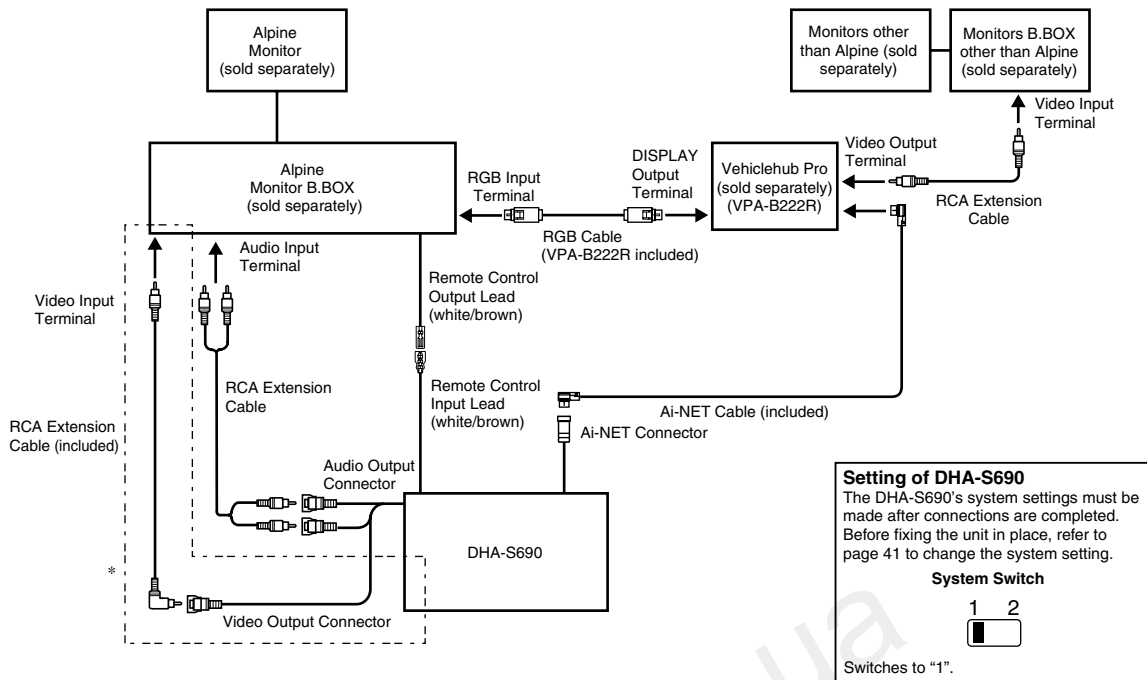 Alpine
Monitor
(sold separately)
Monitors other
than Alpine (sold
separately)
Monitors B.BOX
other than Alpine
(sold separately)
Video Input
Terminal
Alpine
Monitor B.BOX
(sold separately)
RGB Input
Terminal
DISPLAY
Output
Terminal
Video Output
Terminal
Vehiclehub Pro
(sold separately)
(VPA-B222R)
RCA Extension
Cable
RGB Cable
(VPA-B222R included)
Audio Input
Terminal
Remote Control
Output Lead
(white/brown)
Video Input
Terminal
RCA Extension
Cable
Remote Control
Input Lead
(white/brown)
RCA Extension
Cable (included)
Ai-NET Cable (included)
Ai-NET Connector
Audio Output
Connector
DHA-S690
*
Video Output Connector
Setting of DHA-S690
The DHA-S690's system settings must be
made after connections are completed.
Before fixing the unit in place, refer to
page 41 to change the system setting.
System Switch
1 2
Switches to “1”.
ua